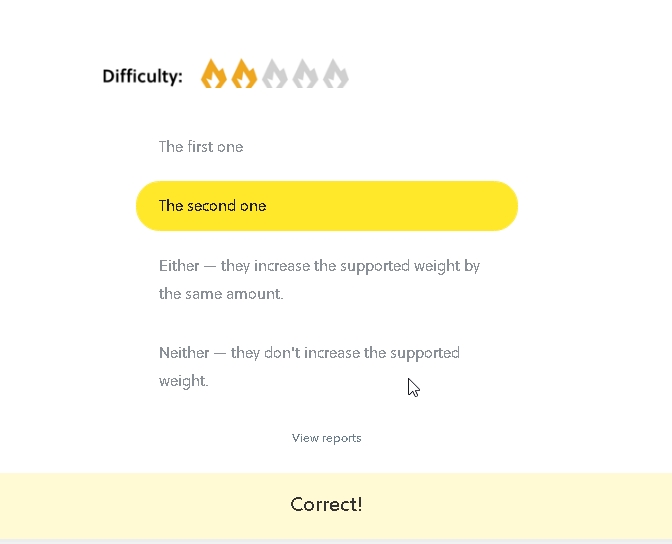 Difficulty:
The first one
The second one
Either — they increase the supported weight by
the same amount.
Neither — they don't increase the supported
weight.
View reports
Correct!